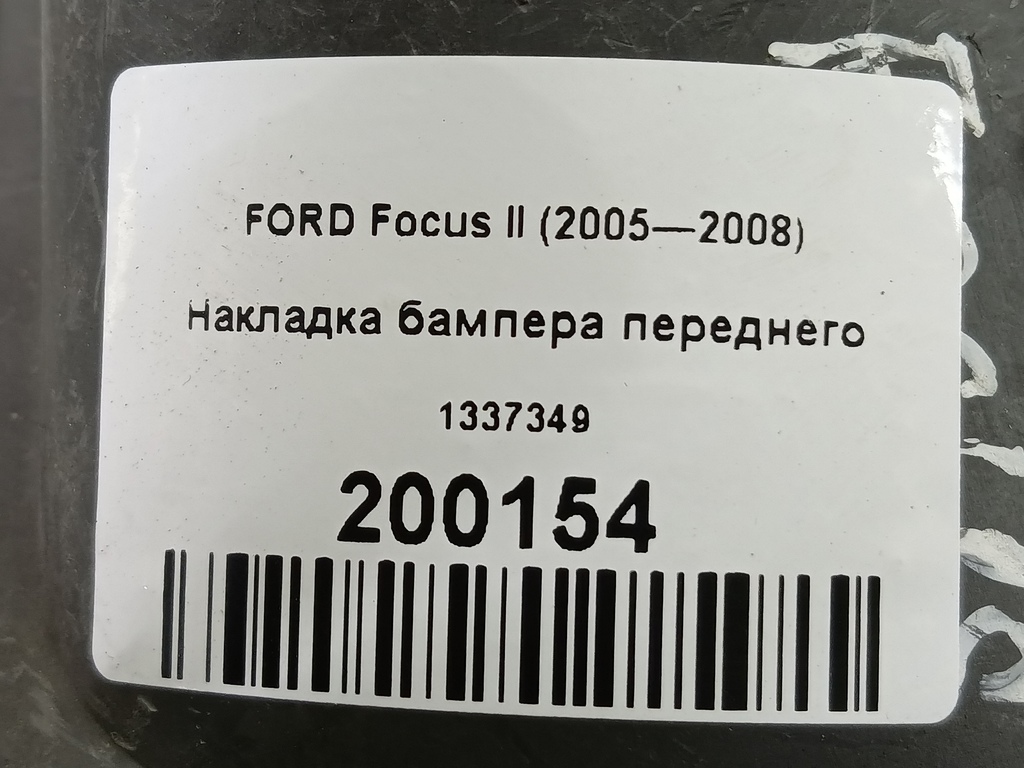 FORD Focus II (2005—2008)
Накладка бампера переднего
1337349
200154